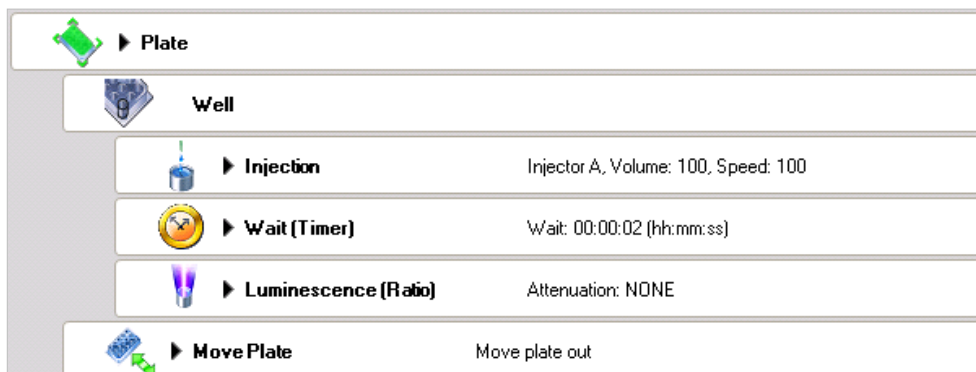 Plate
Well
Injection Injector A, Volume: 100, Speed: 100
Wait (Timer) Wait: 00:00:02 (hh:mm:ss)
Luminescence (Ratio) Attenuation: NONE
Move Plate Move plate out